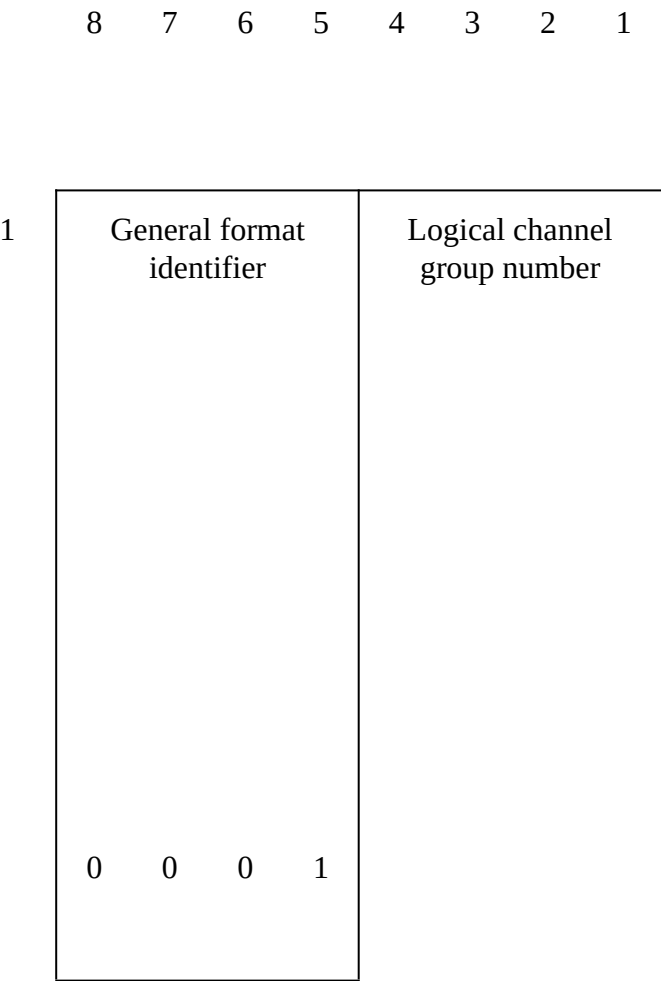 8 7 6 5 4 3 2 1
1 General format Logical channel
identifier group number
0 0 0 1